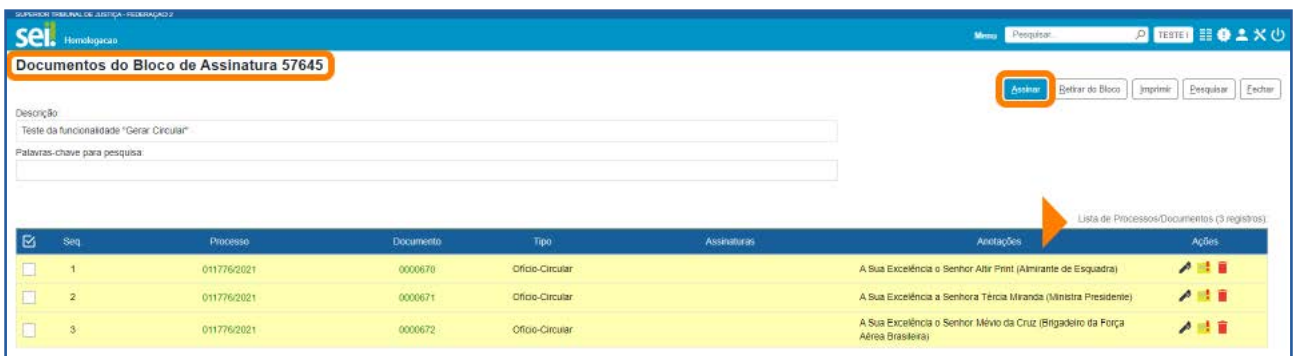 SUPERIOR TRIBUNAL DE JUSTIÇA - FEDERAÇÃO 2
sei. Homologacao
Menu Pesquisar... TESTE I
Documentos do Bloco de Assinatura 57645
Assinar Retirar do Bloco Imprimir Pesquisar Fechar
Descrição:
Teste da funcionalidade "Gerar Circular"
Palavras-chave para pesquisa:
Lista de Processos/Documentos (3 registros):
Seq. Processo Documento Tipo Assinaturas Anotações Ações
1 011776/2021 0000670 Ofício-Circular A Sua Excelência o Senhor Altir Print (Almirante de Esquadra)
2 011776/2021 0000671 Ofício-Circular A Sua Excelência a Senhora Tércia Miranda (Ministra Presidente)
3 011776/2021 0000672 Ofício-Circular A Sua Excelência o Senhor Mévio da Cruz (Brigadeiro da Força
Aérea Brasileira)